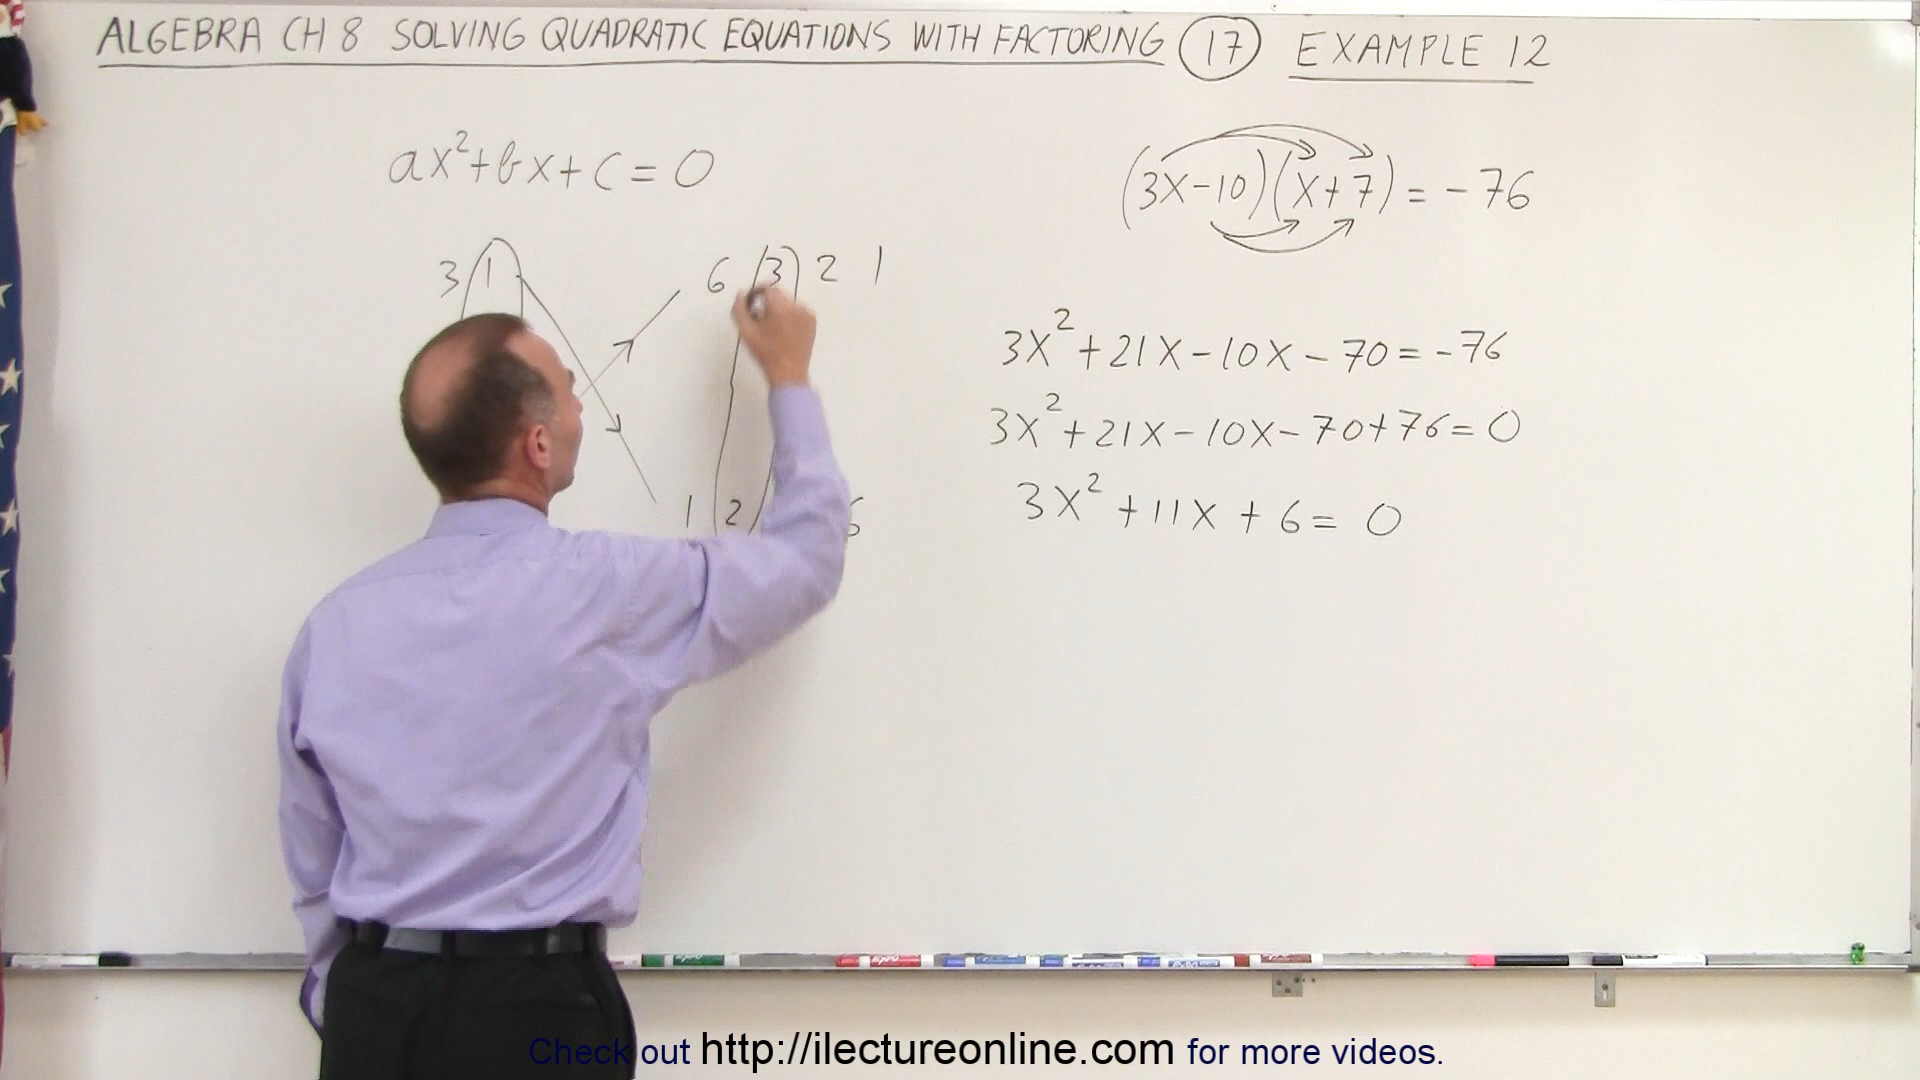 ALGEBRA CH 8 SOLVING QUADRATIC EQUATIONS WITH FACTORING 17 EXAMPLE 12
ax²+bx+c=0
(3X-10)(X+7)=-76
3 1 6 3 2 1
3X²+21X-10X-70=-76
3X²+21X-10X-70+76=0
1 2 6
3X²+11X+6=0
EXPO
Check out http://ilectureonline.com for more videos.